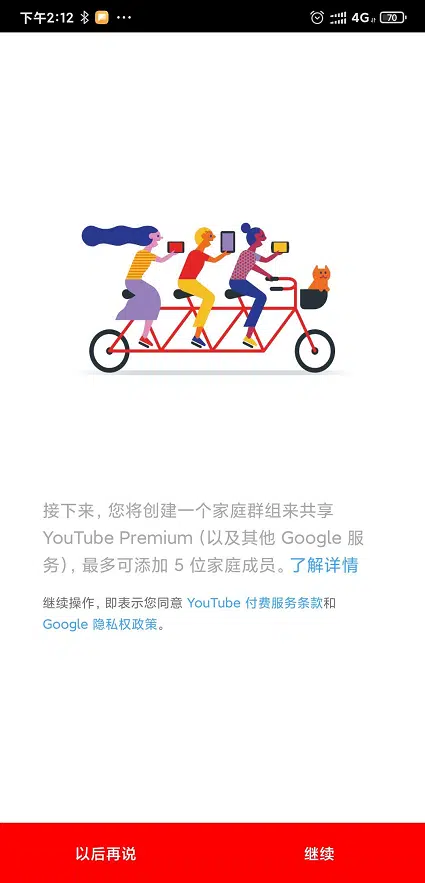 下午2:12
4G
70
接下来，您将创建一个家庭群组来共享
YouTube Premium（以及其他 Google 服
务），最多可添加 5 位家庭成员。了解详情
继续操作，即表示您同意 YouTube 付费服务条款和
Google 隐私权政策。
以后再说
继续